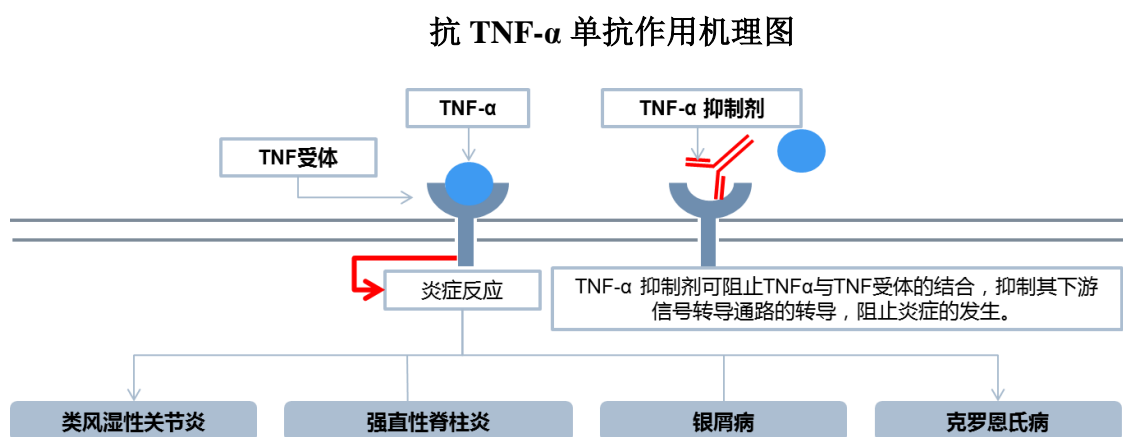 抗 TNF-α 单抗作用机理图
TNF-α
TNF-α 抑制剂
TNF受体
炎症反应
TNF-α 抑制剂可阻止TNFα与TNF受体的结合，抑制其下游
信号转导通路的转导，阻止炎症的发生。
类风湿性关节炎
强直性脊柱炎
银屑病
克罗恩氏病